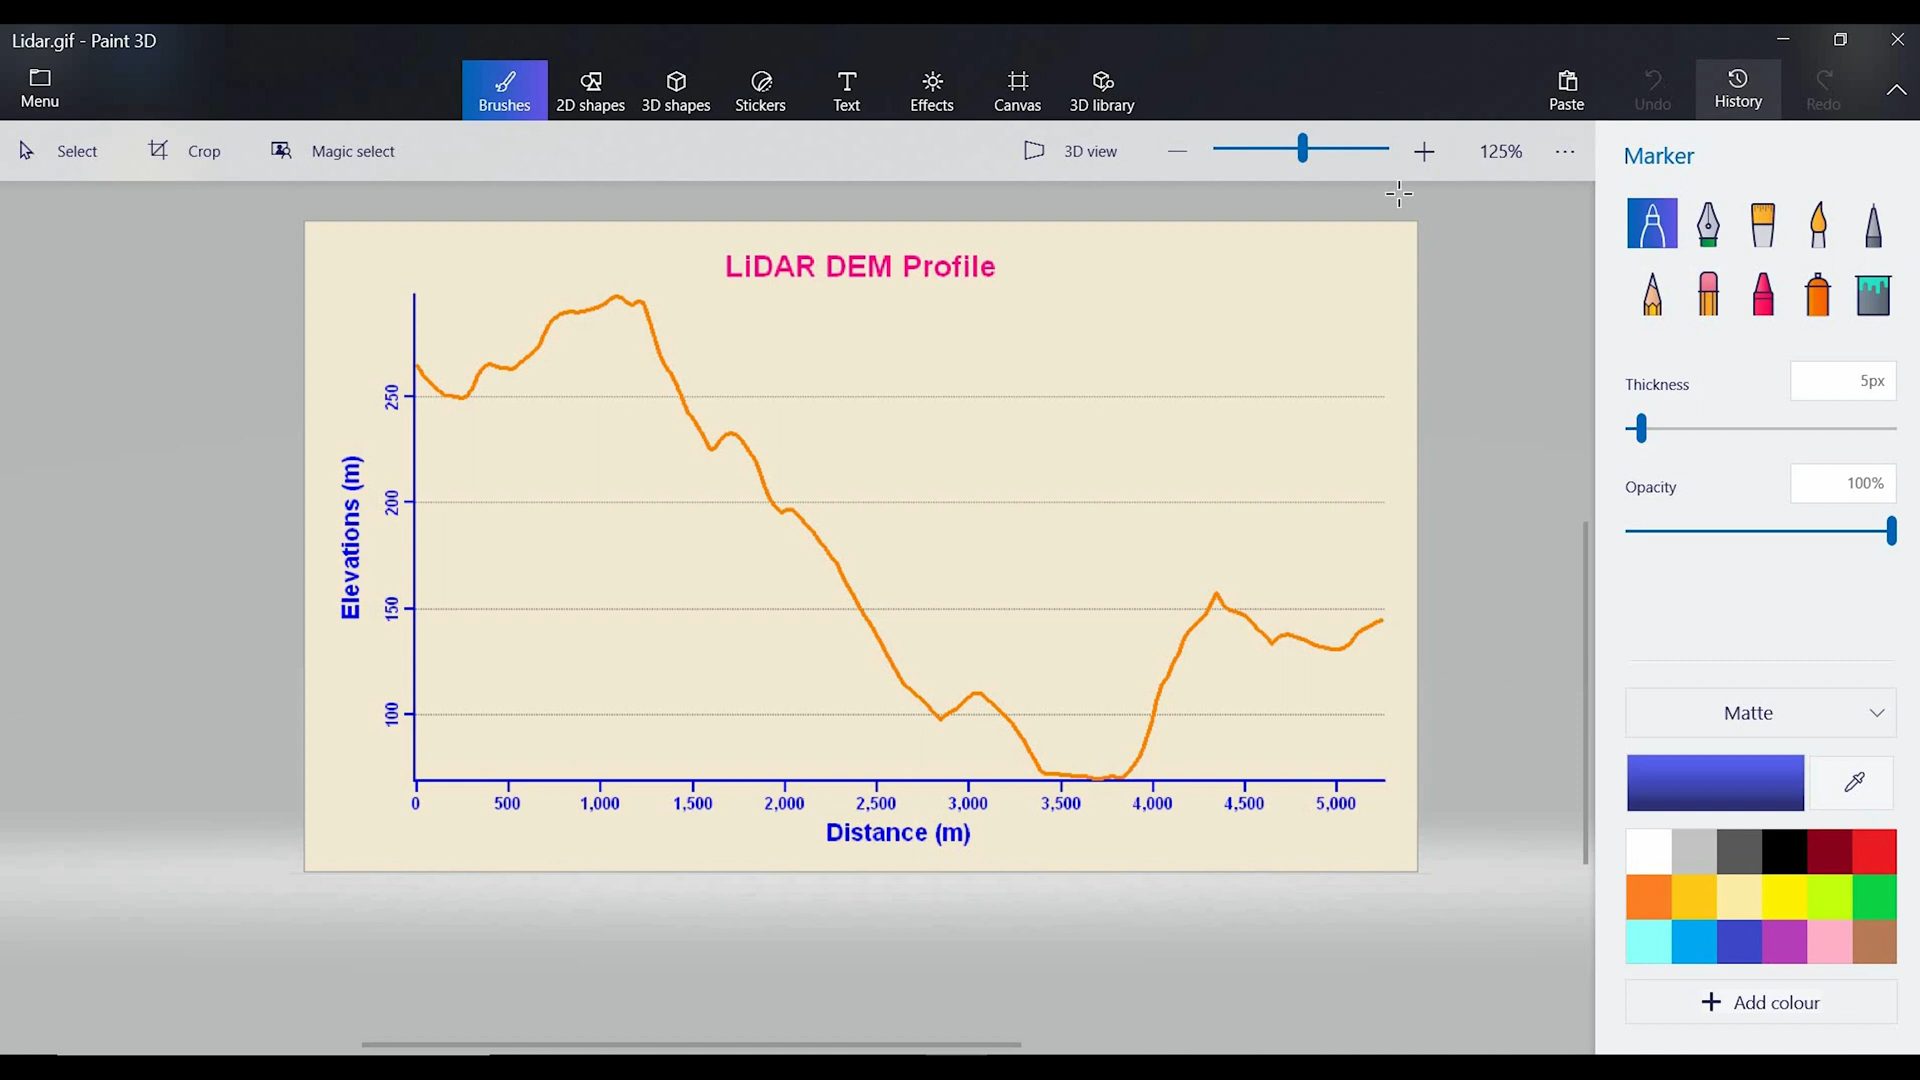 Lidar.gif - Paint 3D
Menu
Brushes
2D shapes
3D shapes
Stickers
Text
Effects
Canvas
3D library
Paste
Undo
History
Redo
Select
Crop
Magic select
3D view
125%
Marker
Thickness
5px
Opacity
100%
Matte
Add colour
LiDAR DEM Profile
Elevations (m)
250
200
150
100
0 500 1,000 1,500 2,000 2,500 3,000 3,500 4,000 4,500 5,000
Distance (m)